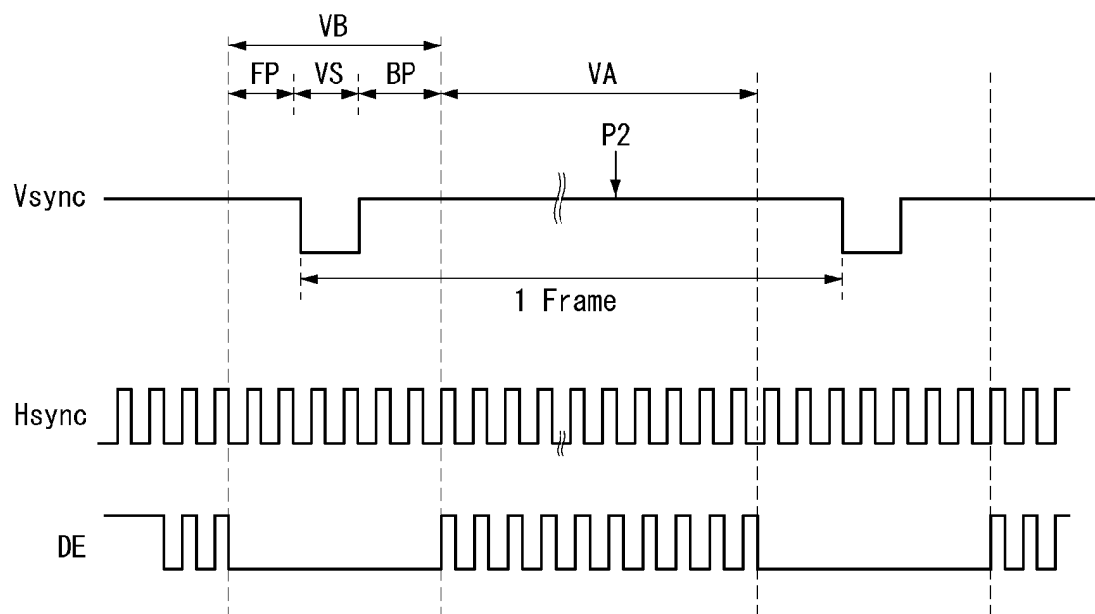 VB
FP VS BP VA
P2
Vsync
1 Frame
Hsync
DE